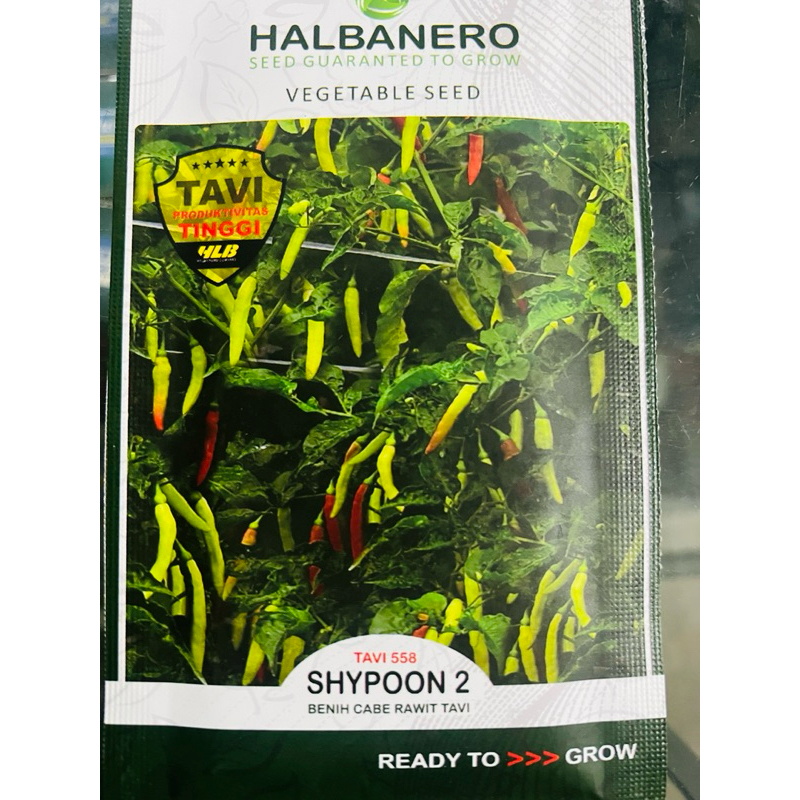 HALBANERO
SEED GUARANTED TO GROW
VEGETABLE SEED
TAVI
PRODUKTIVITAS
TINGGI
HLB
TAVI 558
SHYPOON 2
BENIH CABE RAWIT TAVI
READY TO >>> GROW